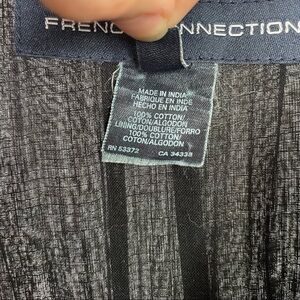 FRENCH CONNECTION
MADE IN INDIA
FABRIQUE EN INDE
HECHO EN INDIA
100% COTTON/
COTON/ALGODON
LINING/DOUBLURE/FORRO
100% COTTON/
COTON/ALGODON
RN 53372 CA 34338